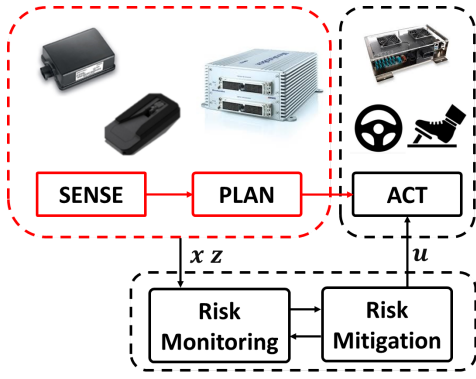 SENSE
PLAN
ACT
x z
u
Risk
Monitoring
Risk
Mitigation